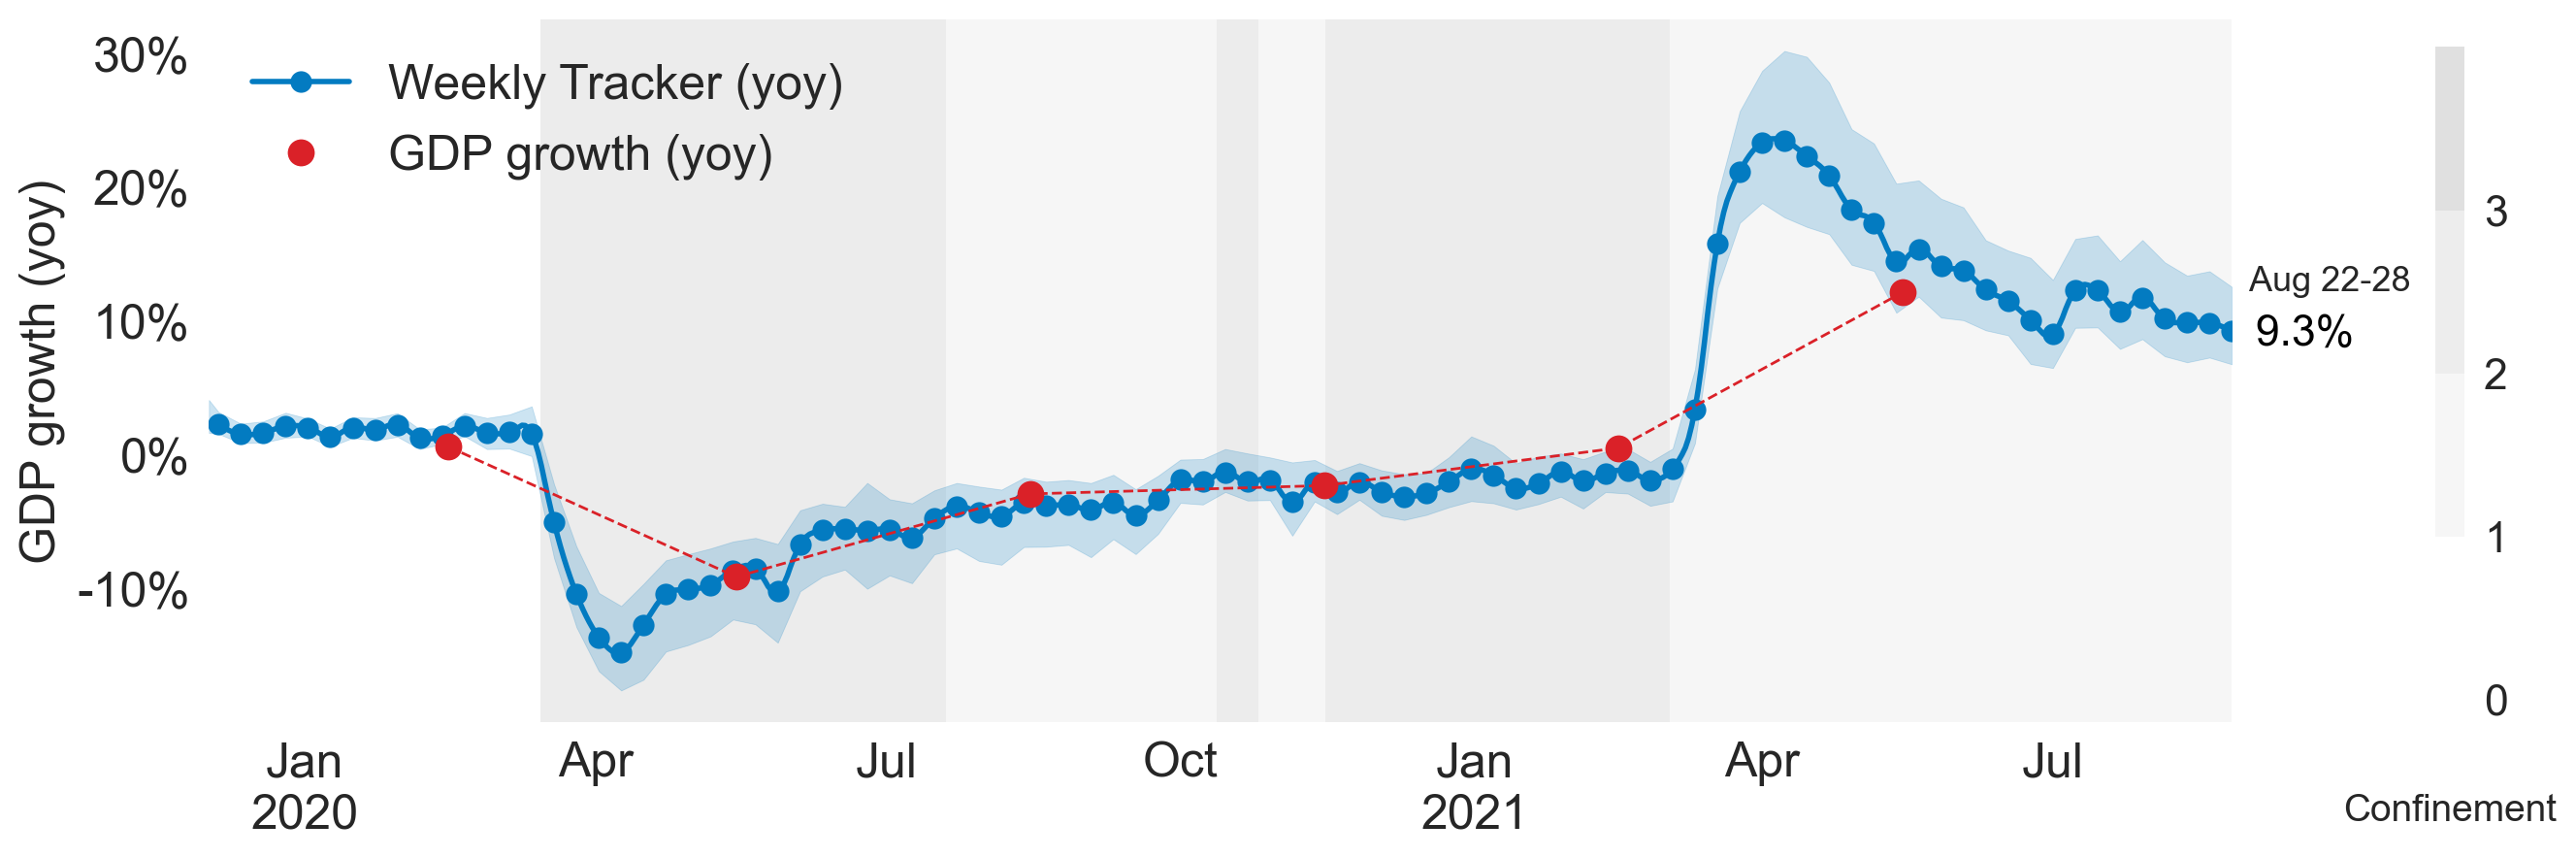 GDP growth (yoy)
30%
20%
10%
0%
-10%
Weekly Tracker (yoy)
GDP growth (yoy)
Aug 22-28
9.3%
3
2
1
0
Jan
2020
Apr
Jul
Oct
Jan
2021
Apr
Jul
Confinement